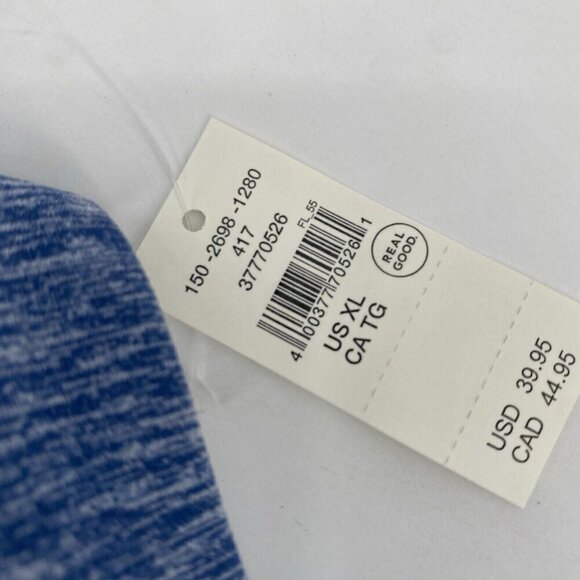 150-2698-1280
417
37770526
FL_55
4 00377 70526 1
REAL
GOOD.
US XL
CA TG
USD 39.95
CAD 44.95